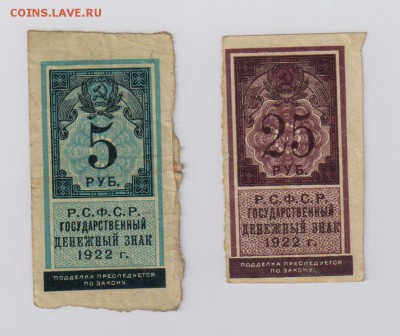 COINS.LAVE.RU
5
РУБ.
Р.С.Ф.С.Р.
ГОСУДАРСТВЕННЫЙ
ДЕНЕЖНЫЙ ЗНАК
1922 г.
ПОДДЕЛКА ПРЕСЛЕДУЕТСЯ
ПО ЗАКОНУ.
25
РУБ.
Р.С.Ф.С.Р.
ГОСУДАРСТВЕННЫЙ
ДЕНЕЖНЫЙ ЗНАК
1922 г.
ПОДДЕЛКА ПРЕСЛЕДУЕТСЯ
ПО ЗАКОНУ.